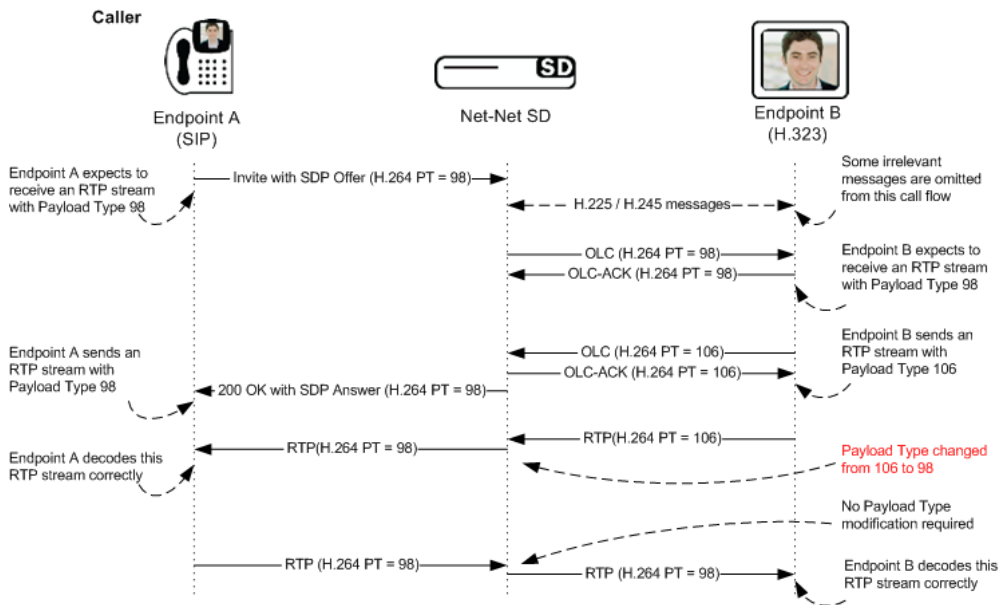 Caller
SD
Endpoint A
(SIP)
Net-Net SD
Endpoint B
(H.323)
Endpoint A expects to
receive an RTP stream
with Payload Type 98
Invite with SDP Offer (H.264 PT = 98)
Some irrelevant
messages are omitted
from this call flow
H.225 / H.245 messages
OLC (H.264 PT = 98)
OLC-ACK (H.264 PT = 98)
Endpoint B expects to
receive an RTP stream
with Payload Type 98
Endpoint A sends an
RTP stream with
Payload Type 98
OLC (H.264 PT = 106)
OLC-ACK (H.264 PT = 106)
Endpoint B sends an
RTP stream with
Payload Type 106
200 OK with SDP Answer (H.264 PT = 98)
RTP(H.264 PT = 106)
RTP(H.264 PT = 98)
Endpoint A decodes this
RTP stream correctly
Payload Type changed
from 106 to 98
No Payload Type
modification required
RTP (H.264 PT = 98)
RTP (H.264 PT = 98)
Endpoint B decodes this
RTP stream correctly